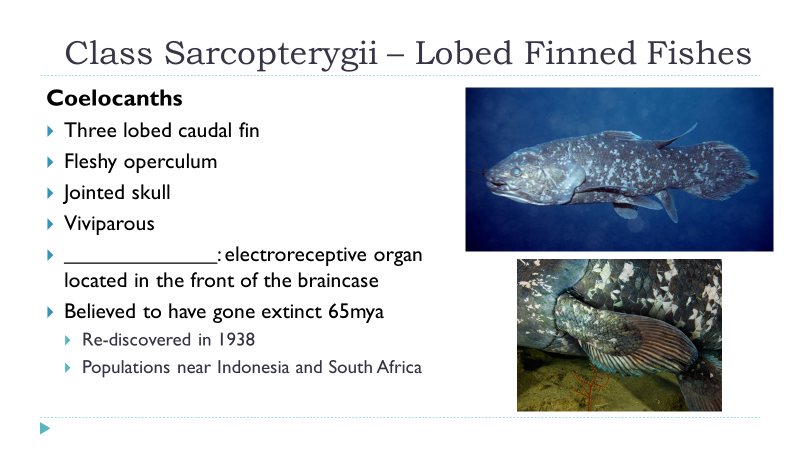 Class Sarcopterygii – Lobed Finned Fishes
Coelocanths
Three lobed caudal fin
Fleshy operculum
Jointed skull
Viviparous
______________: electroreceptive organ
located in the front of the braincase
Believed to have gone extinct 65mya
Re-discovered in 1938
Populations near Indonesia and South Africa